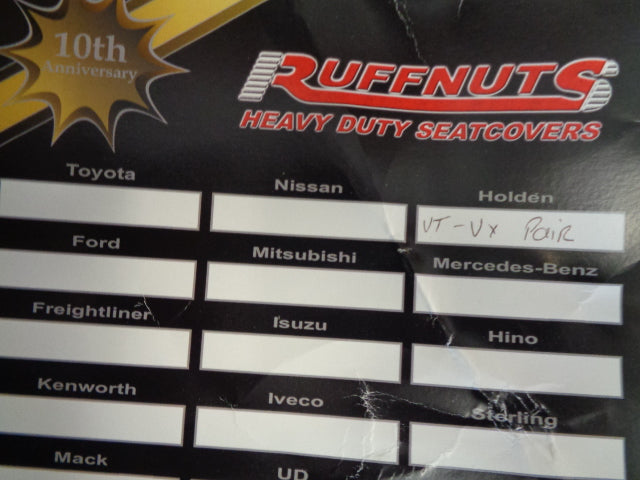 10th
Anniversary
RUFFNUTS
HEAVY DUTY SEATCOVERS
Toyota
Nissan
Holden
VT - VX Pair
Ford
Mitsubishi
Mercedes-Benz
Freightliner
Isuzu
Hino
Kenworth
Iveco
Sterling
Mack
UD